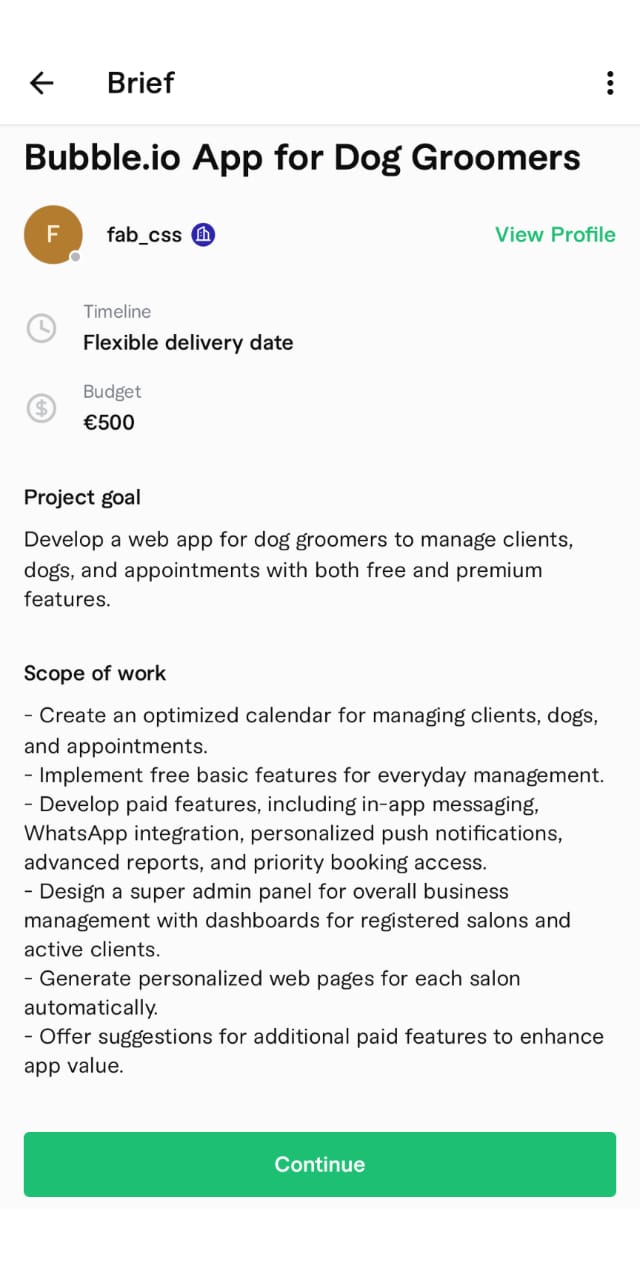 Brief
Bubble.io App for Dog Groomers
F
fab_css
View Profile
Timeline
Flexible delivery date
$
Budget
€500
Project goal
Develop a web app for dog groomers to manage clients,
dogs, and appointments with both free and premium
features.
Scope of work
- Create an optimized calendar for managing clients, dogs,
and appointments.
- Implement free basic features for everyday management.
- Develop paid features, including in-app messaging,
WhatsApp integration, personalized push notifications,
advanced reports, and priority booking access.
- Design a super admin panel for overall business
management with dashboards for registered salons and
active clients.
- Generate personalized web pages for each salon
automatically.
- Offer suggestions for additional paid features to enhance
app value.
Continue